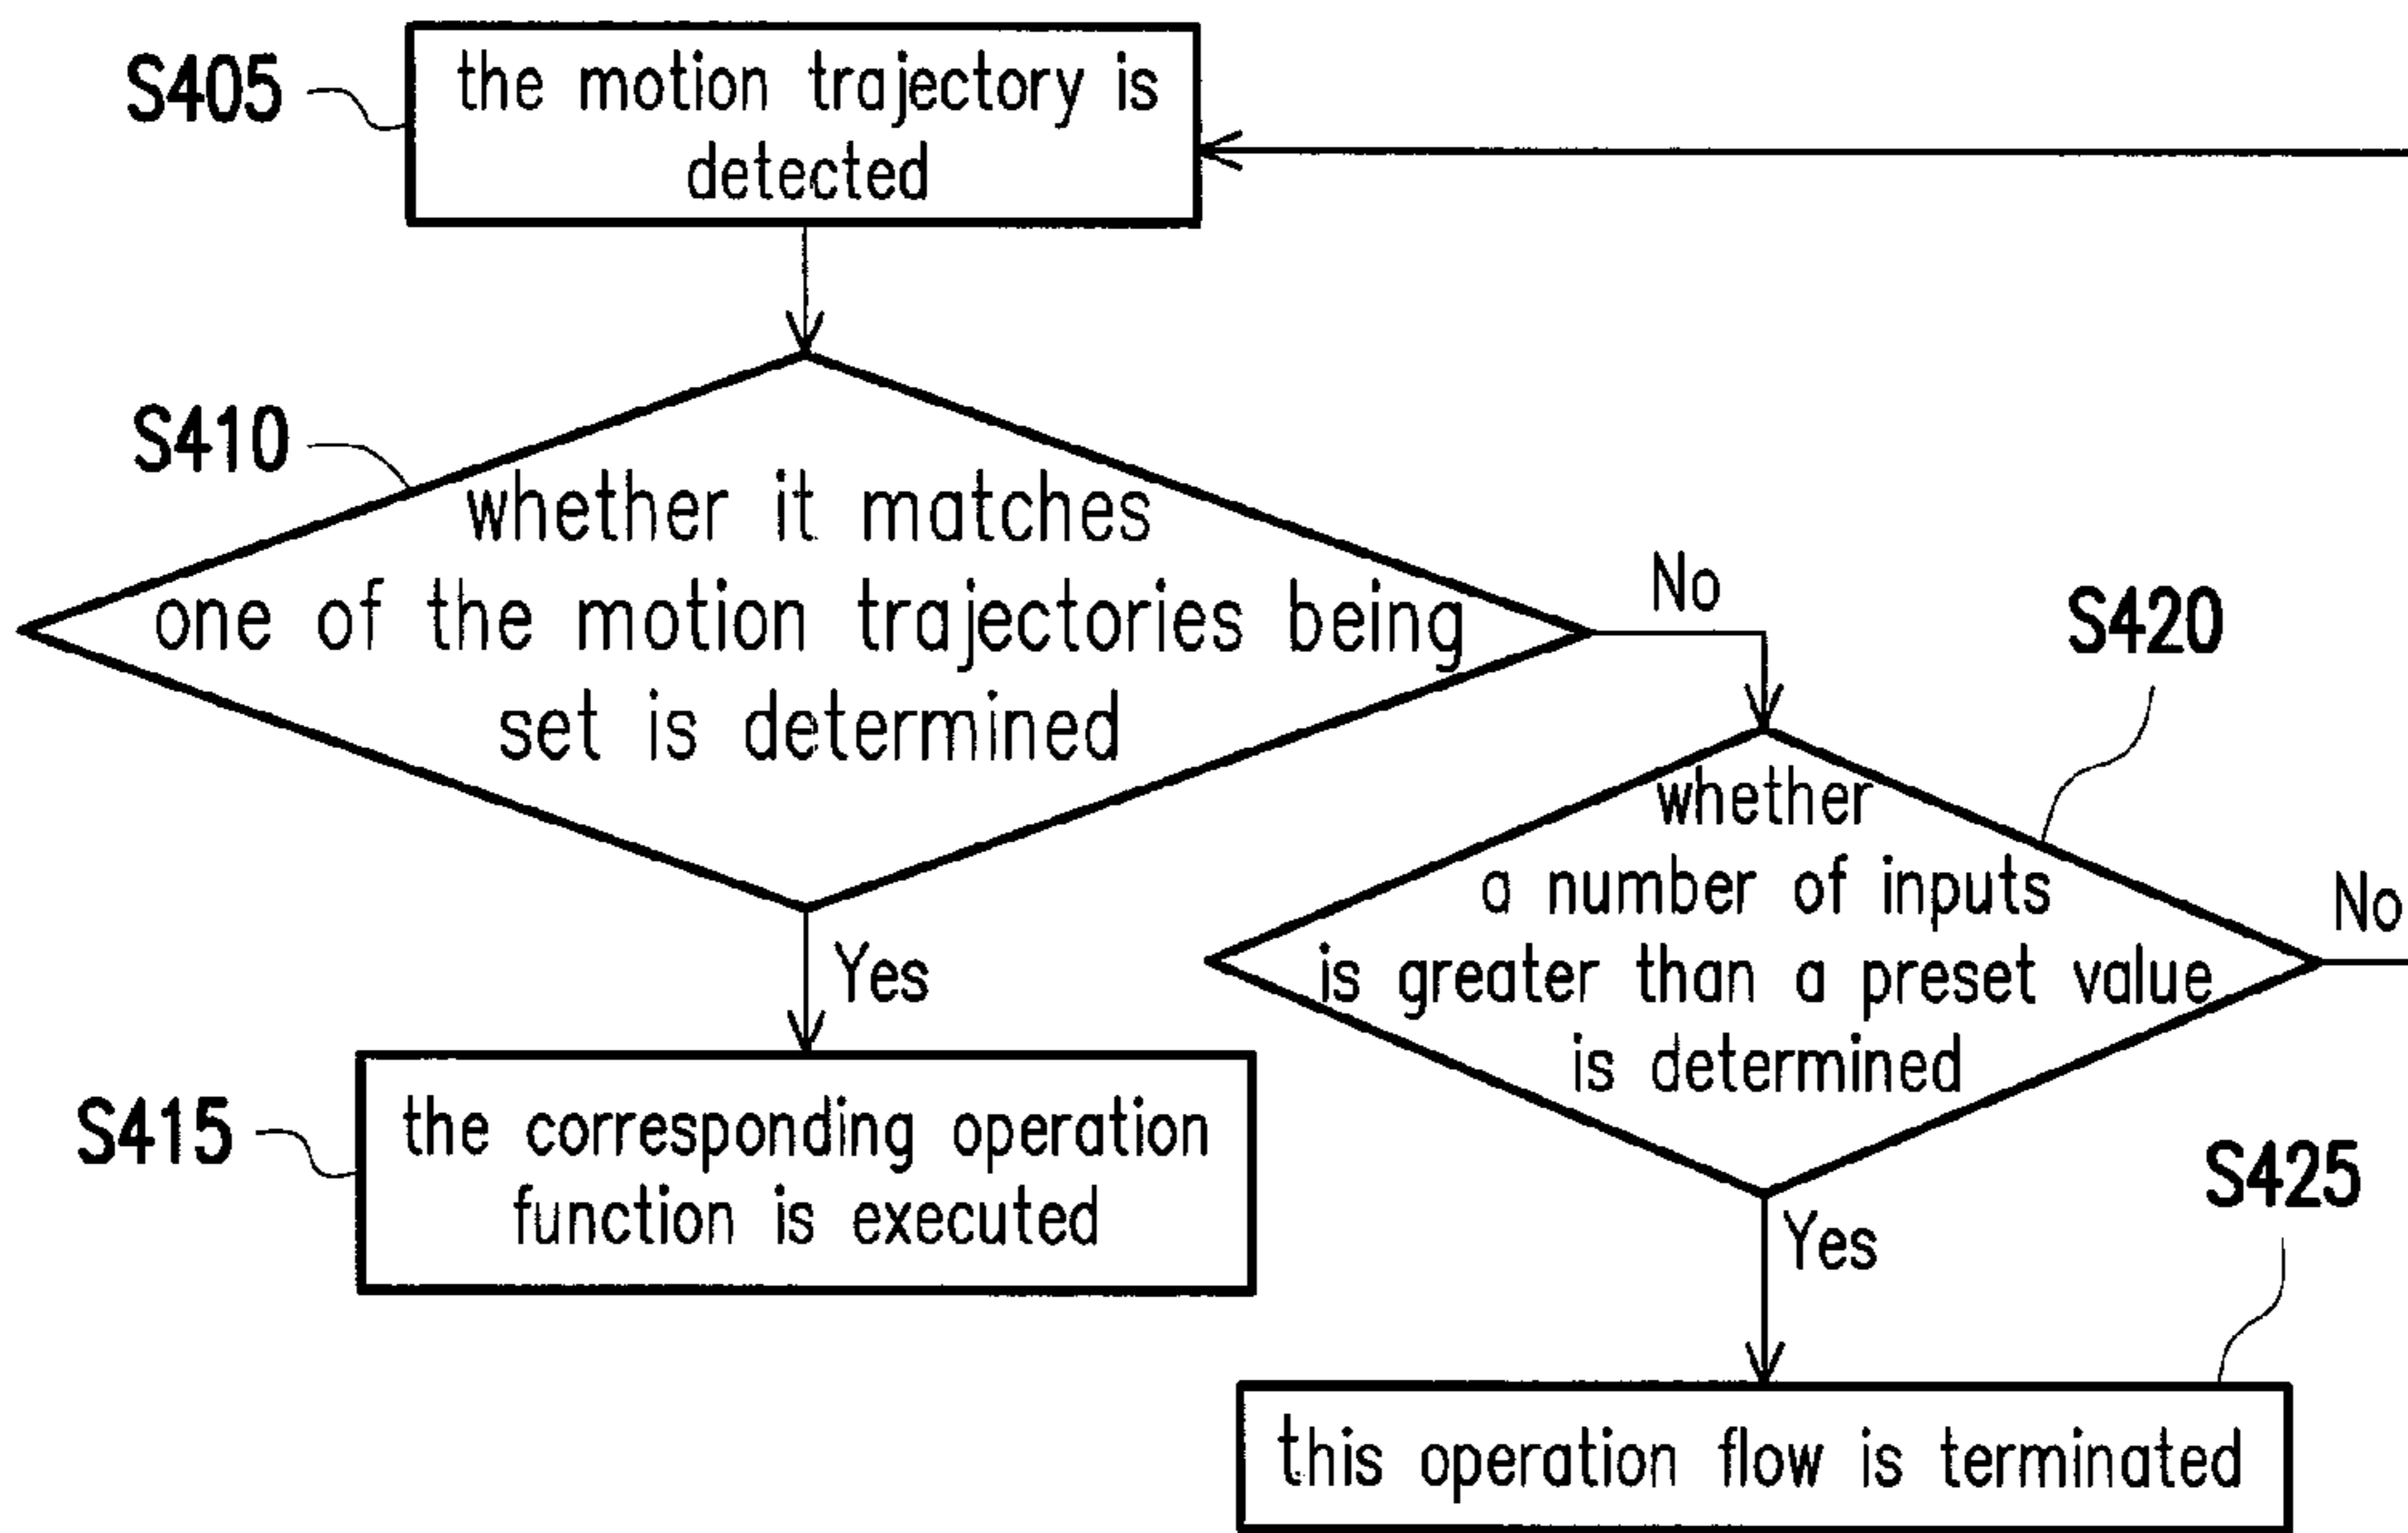 S405
the motion trajectory is
detected
S410
whether it matches
one of the motion trajectories being
set is determined
No
S420
whether
a number of inputs
is greater than a preset value
is determined
No
Yes
S415
the corresponding operation
function is executed
Yes
S425
this operation flow is terminated